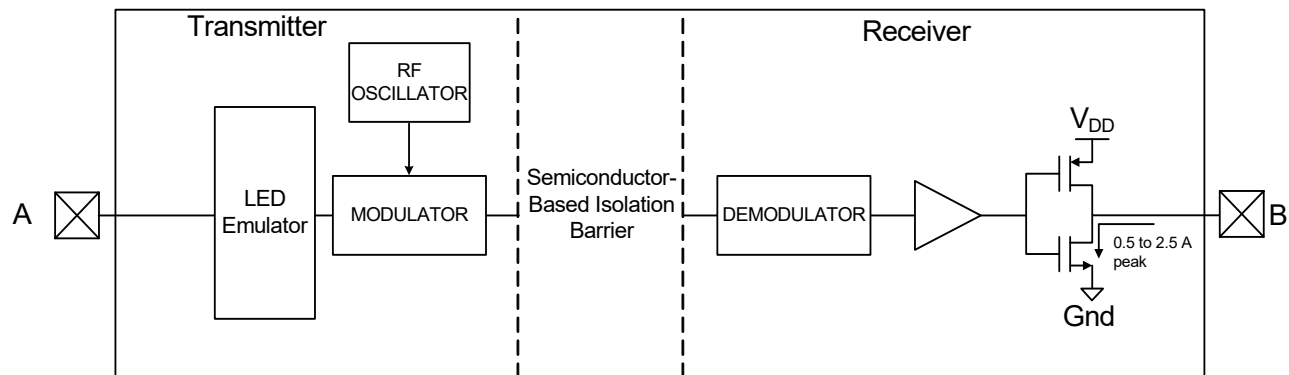 Transmitter
Receiver
RF
OSCILLATOR
V_DD
A
LED
Emulator
MODULATOR
Semiconductor-
Based Isolation
Barrier
DEMODULATOR
B
0.5 to 2.5 A
peak
Gnd